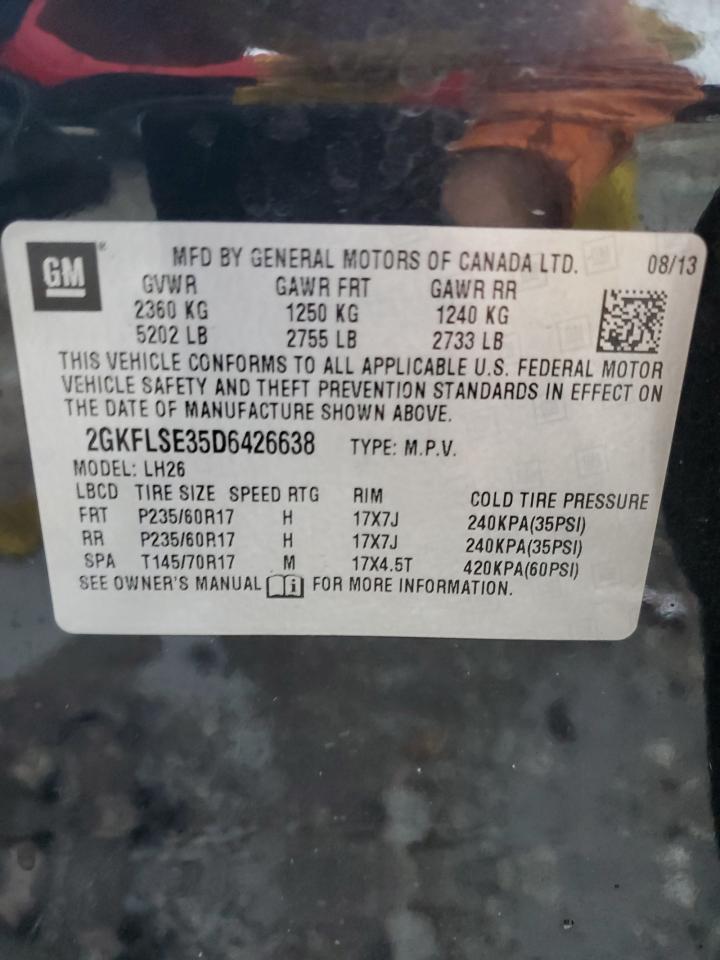 GM ® MFD BY GENERAL MOTORS OF CANADA LTD. 08/13
GVWR GAWR FRT GAWR RR
2360 KG 1250 KG 1240 KG
5202 LB 2755 LB 2733 LB
THIS VEHICLE CONFORMS TO ALL APPLICABLE U.S. FEDERAL MOTOR
VEHICLE SAFETY AND THEFT PREVENTION STANDARDS IN EFFECT ON
THE DATE OF MANUFACTURE SHOWN ABOVE.
2GKFLSE35D6426638 TYPE: M.P.V.
MODEL: LH26
LBCD TIRE SIZE SPEED RTG RIM COLD TIRE PRESSURE
FRT P235/60R17 H 17X7J 240KPA(35PSI)
RR P235/60R17 H 17X7J 240KPA(35PSI)
SPA T145/70R17 M 17X4.5T 420KPA(60PSI)
SEE OWNER'S MANUAL i FOR MORE INFORMATION.